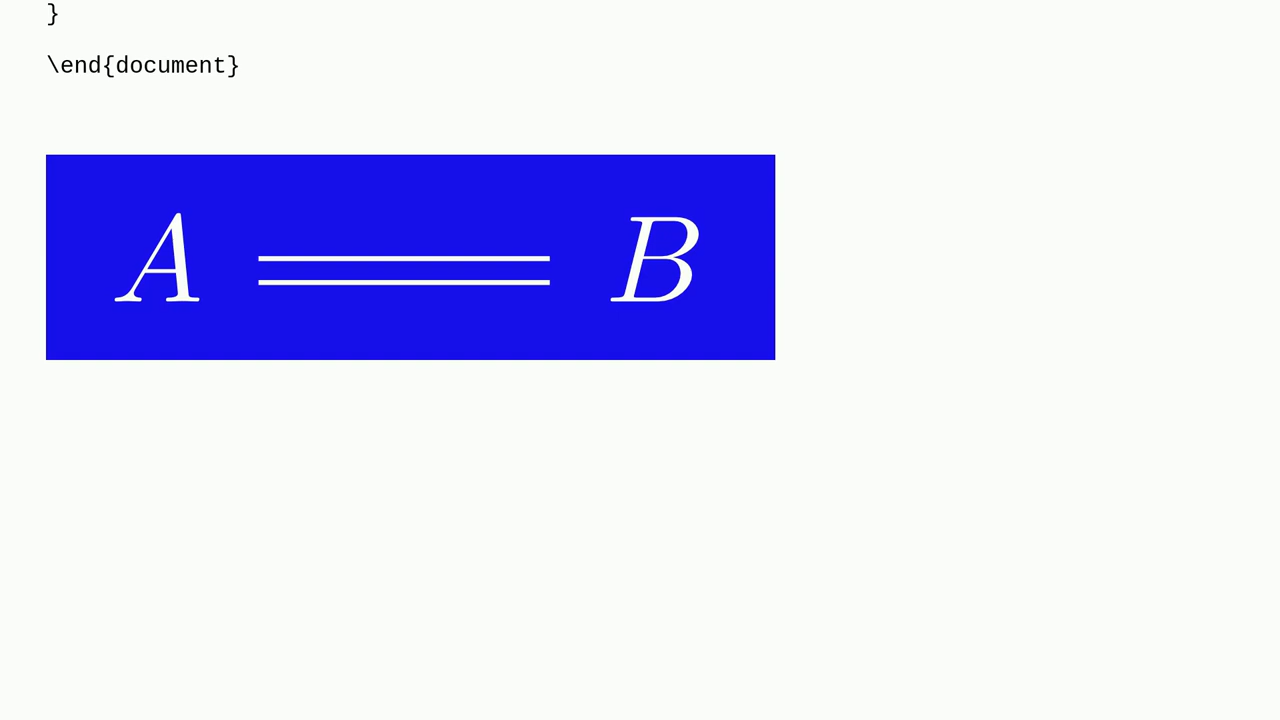 }
\end{document}
A = B